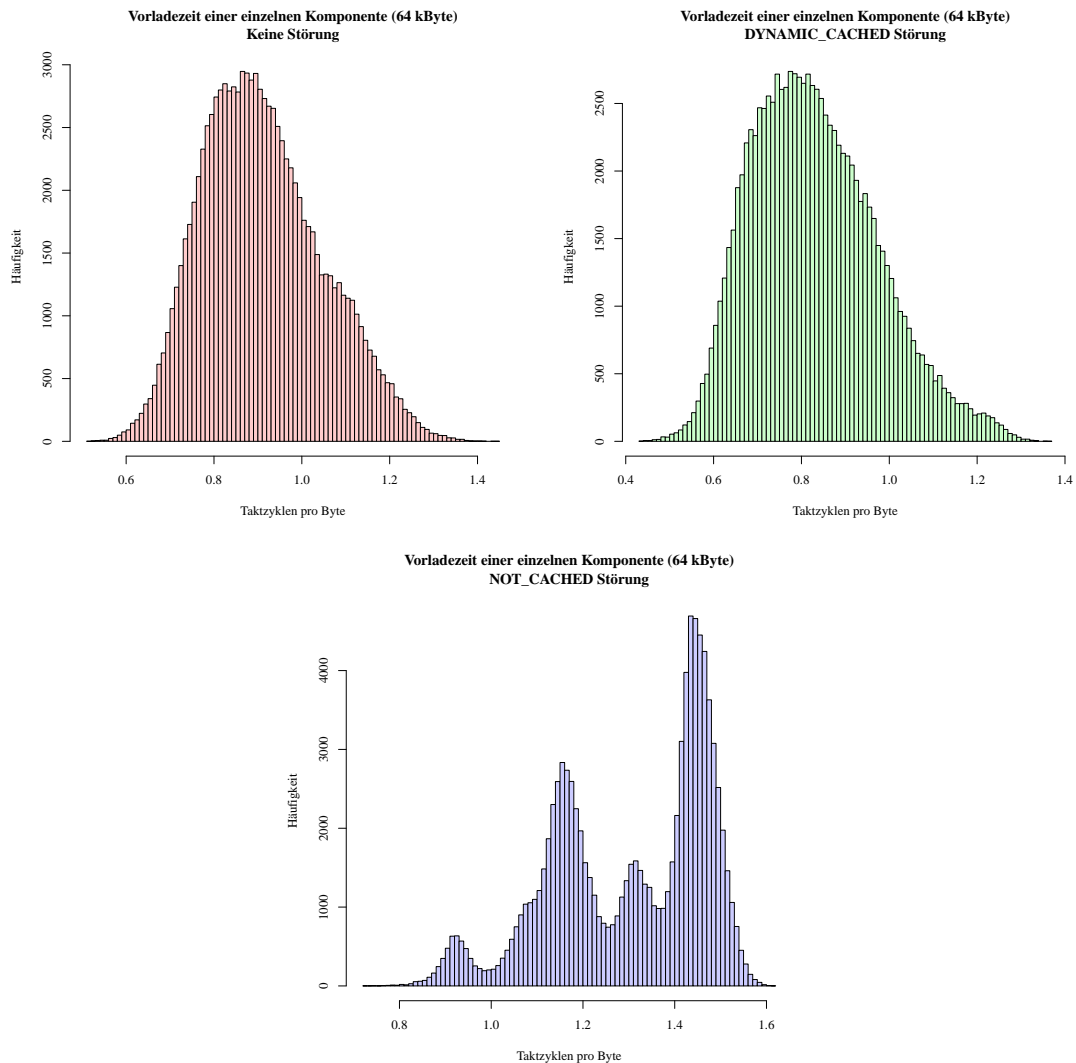 Vorladezeit einer einzelnen Komponente (64 kByte)
Keine Störung
Häufigkeit
0
500
1000
1500
2000
2500
3000
0.6
0.8
1.0
1.2
1.4
Taktzyklen pro Byte
Vorladezeit einer einzelnen Komponente (64 kByte)
DYNAMIC_CACHED Störung
Häufigkeit
0
500
1000
1500
2000
2500
0.4
0.6
0.8
1.0
1.2
1.4
Taktzyklen pro Byte
Vorladezeit einer einzelnen Komponente (64 kByte)
NOT_CACHED Störung
Häufigkeit
0
1000
2000
3000
4000
0.8
1.0
1.2
1.4
1.6
Taktzyklen pro Byte